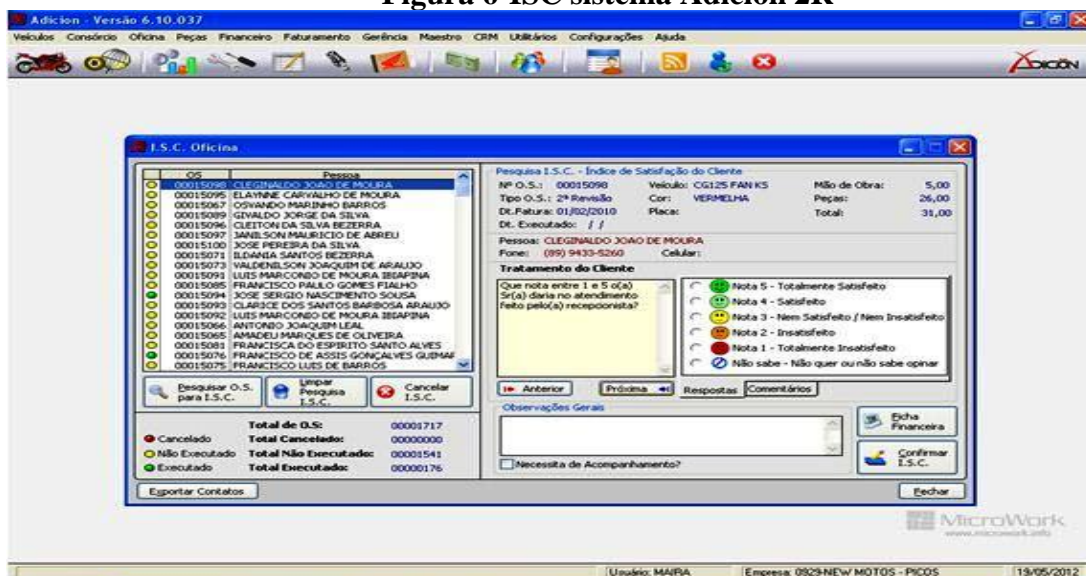 Figura 6 ISC sistema Adicion 2R
Adicion - Versão 6.10.037
Veículos Consórcio Oficina Peças Financeiro Faturamento Gerência Maestro CRM Utilitários Configurações Ajuda
ADICION
I.S.C. Oficina
OS Pessoa
00015098 CLEGINALDO JOAO DE MOURA
00015095 ELAYNNE CARVALHO DE MOURA
00015067 OSVANDO MARINHO BARROS
00015089 GIVALDO JORGE DA SILVA
00015096 CLEITON DA SILVA BEZERRA
00015097 JANILSON MAURICIO DE ABREU
00015100 JOSE PEREIRA DA SILVA
00015071 ILDANIA SANTOS BEZERRA
00015073 VALDENILSON JOAQUIM DE ARAUJO
00015091 LUIS MARCONIO DE MOURA IBIAPINA
00015085 FRANCISCO PAULO GOMES FIALHO
00015094 JOSE SERGIO NASCIMENTO SOUSA
00015093 CLARICE DOS SANTOS BARBOSA ARAUJO
00015092 LUIS MARCONIO DE MOURA IBIAPINA
00015066 ANTONIO JOAQUIM LEAL
00015065 AMADEU MARQUES DE OLIVEIRA
00015081 FRANCISCA DO ESPIRITO SANTO ALVES
00015076 FRANCISCO DE ASSIS GONÇALVES GUIMAF
00015075 FRANCISCO LUIS DE BARROS
Pesquisar O.S. para I.S.C.
Limpar Pesquisa I.S.C.
Cancelar I.S.C.
Total de O.S: 00001717
Cancelado Total Cancelado: 00000000
Não Executado Total Não Executado: 00001541
Executado Total Executado: 00000176
Exportar Contatos
Pesquisa I.S.C. - Índice de Satisfação do Cliente
Nº O.S.: 00015098 Veículo: CG125 FAN KS Mão de Obra: 5,00
Tipo O.S.: 2ª Revisão Cor: VERMELHA Peças: 26,00
Dt.Fatura: 01/02/2010 Placa: Total: 31,00
Dt. Executado: / /
Pessoa: CLEGINALDO JOAO DE MOURA
Fone: (89) 9433-5260 Celular:
Tratamento do Cliente
Que nota entre 1 e 5 o(a)
Sr(a) daria no atendimento
feito pelo(a) recepcionista?
Nota 5 - Totalmente Satisfeito
Nota 4 - Satisfeito
Nota 3 - Nem Satisfeito / Nem Insatisfeito
Nota 2 - Insatisfeito
Nota 1 - Totalmente Insatisfeito
Não sabe - Não quer ou não sabe opinar
Anterior Próxima Respostas Comentários
Observações Gerais
Necessita de Acompanhamento?
Ficha Financeira
Confirmar I.S.C.
Fechar
MicroWork
www.microwork.info
Usuário: MAIRA Empresa: 0929-NEW MOTOS - PICOS 19/05/2012